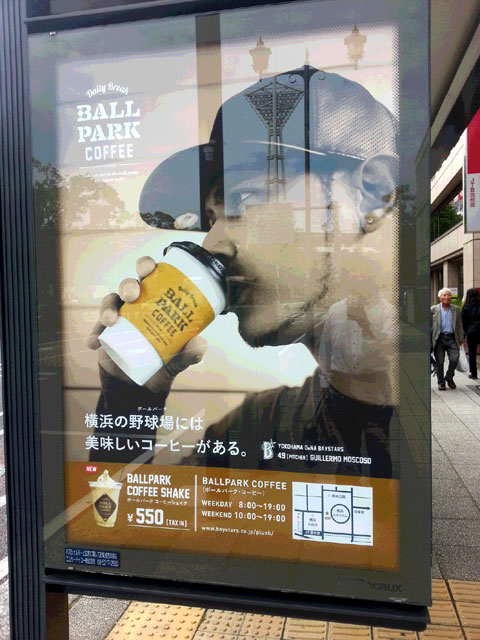 Daily Break
BALL
PARK
COFFEE
Daily Break
BALL
PARK
COFFEE
ボールパーク
横浜の野球場には
美味しいコーヒーがある。
YOKOHAMA DeNA BAYSTARS
49 [PITCHER] GUILLERMO MOSCOSO
NEW
BALLPARK
COFFEE SHAKE
ボールパーク コーヒーシェイク
¥550 [TAX IN]
BALLPARK COFFEE
(ボールパーク・コーヒー)
WEEKDAY 8:00〜19:00
WEEKEND 10:00〜19:00
www.baystars.co.jp/plusb/